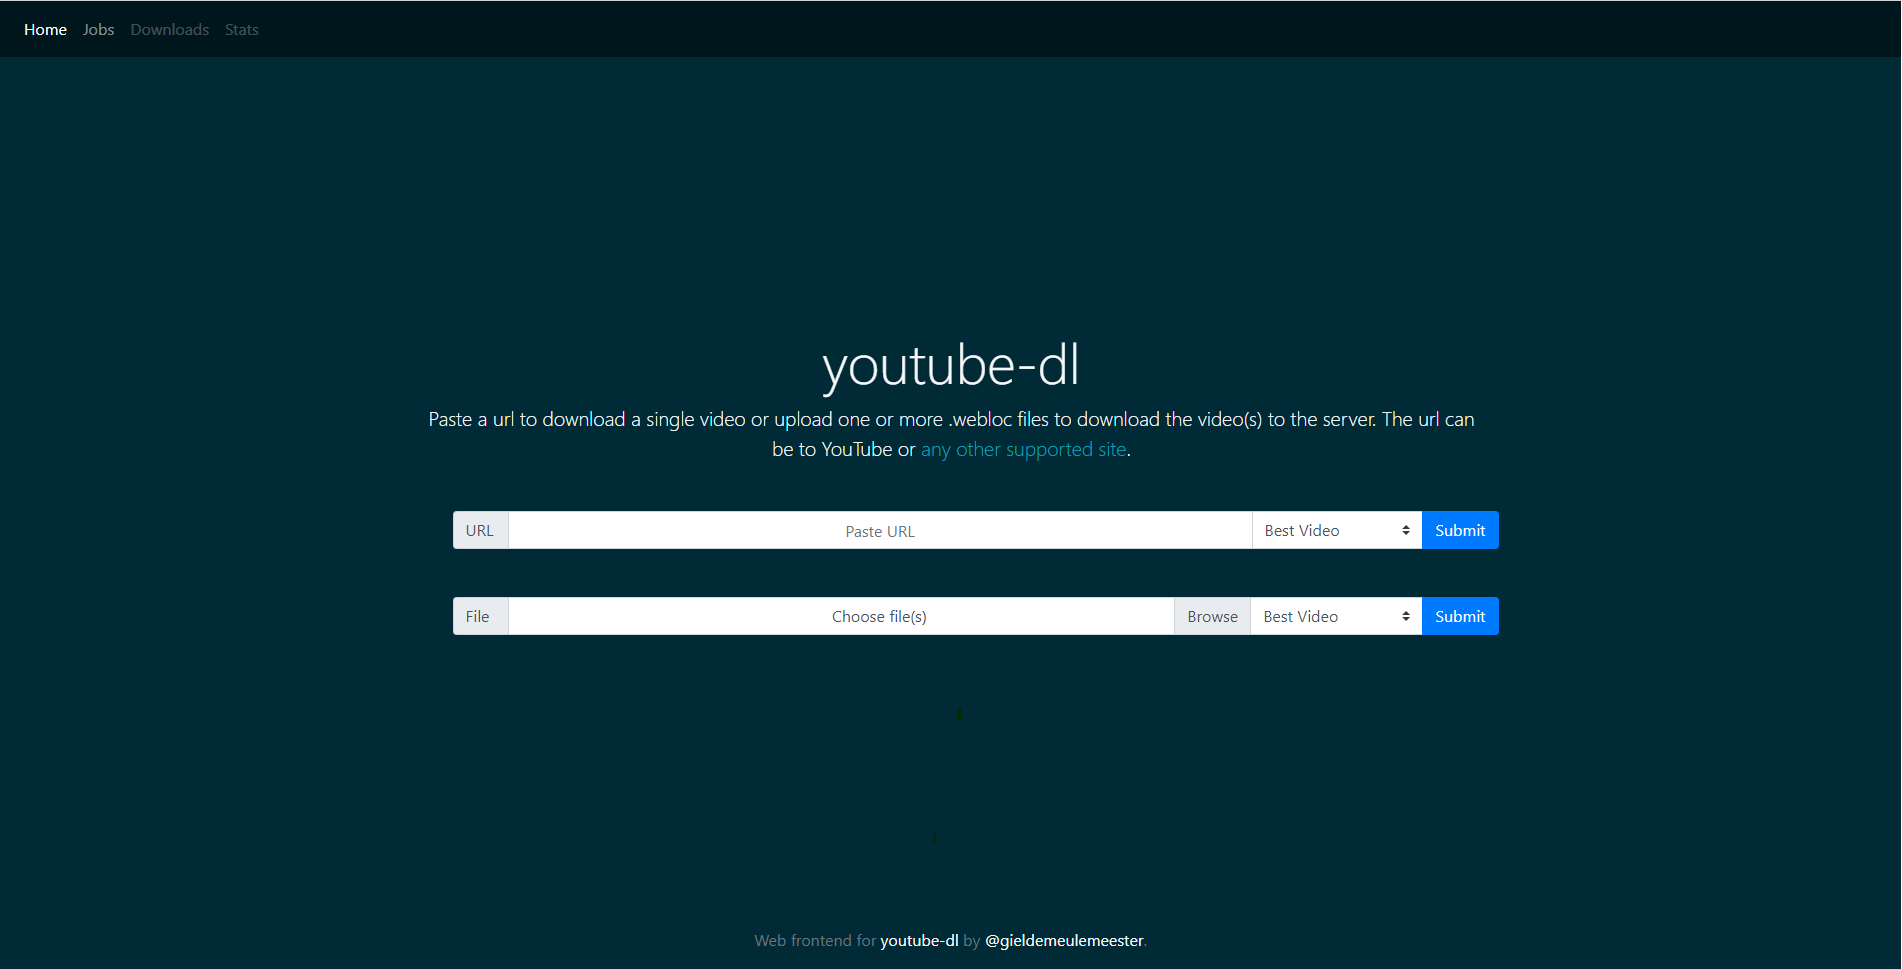 Home Jobs Downloads Stats
youtube-dl
Paste a url to download a single video or upload one or more .webloc files to download the video(s) to the server. The url can
be to YouTube or any other supported site.
URL Paste URL Best Video Submit
File Choose file(s) Browse Best Video Submit
Web frontend for youtube-dl by @gieldemeulemeester.